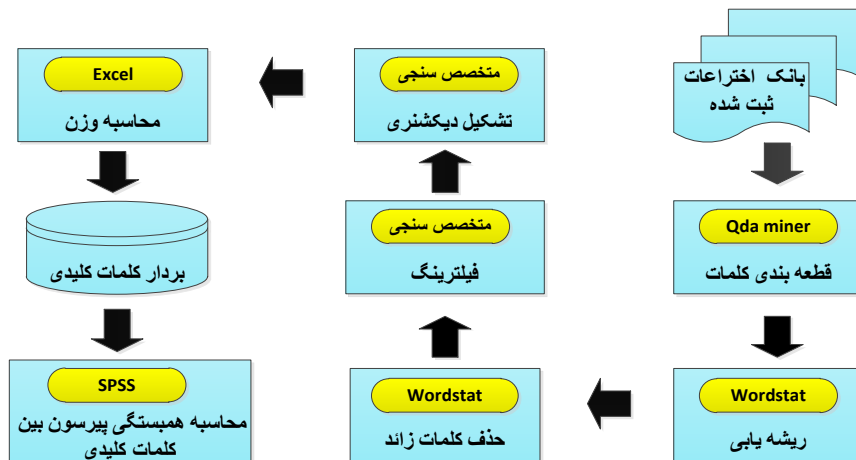 بانک اختراعات
ثبت شده
Qda miner
قطعه بندی کلمات
Wordstat
ریشه یابی
Wordstat
حذف کلمات زائد
متخصص سنجی
فیلترینگ
متخصص سنجی
تشکیل دیکشنری
Excel
محاسبه وزن
بردار کلمات کلیدی
SPSS
محاسبه همبستگی پیرسون بین
کلمات کلیدی